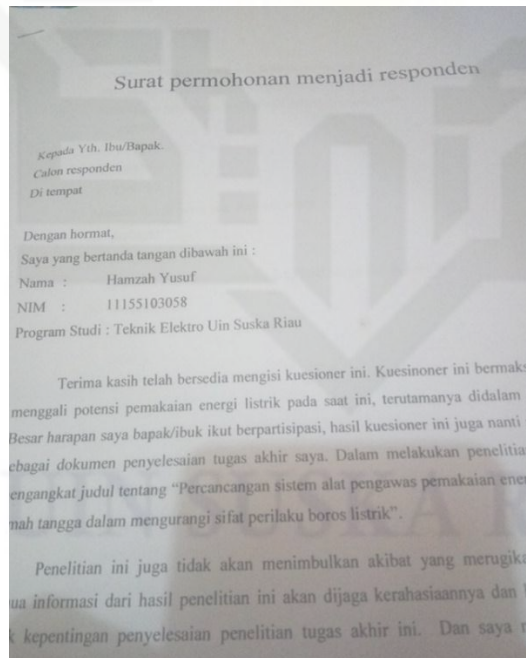 Surat permohonan menjadi responden
Kepada Yth. Ibu/Bapak.
Calon responden
Di tempat
Dengan hormat,
Saya yang bertanda tangan dibawah ini :
Nama : Hamzah Yusuf
NIM : 11155103058
Program Studi : Teknik Elektro Uin Suska Riau
Terima kasih telah bersedia mengisi kuesioner ini. Kuesinoner ini bermaks
menggali potensi pemakaian energi listrik pada saat ini, terutamanya didalam
Besar harapan saya bapak/ibuk ikut berpartisipasi, hasil kuesioner ini juga nanti
ebagai dokumen penyelesaian tugas akhir saya. Dalam melakukan penelitia
engangkat judul tentang “Percancangan sistem alat pengawas pemakaian ener
mah tangga dalam mengurangi sifat perilaku boros listrik”.
Penelitian ini juga tidak akan menimbulkan akibat yang merugika
ua informasi dari hasil penelitian ini akan dijaga kerahasiaannya dan
k kepentingan penyelesaian penelitian tugas akhir ini. Dan saya